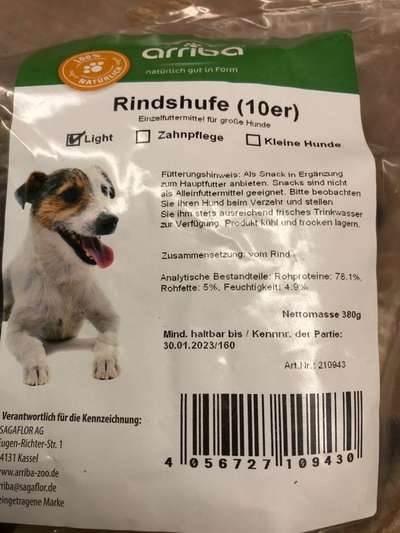 100%
NATÜRLICH
arriba
natürlich gut in Form
Rindshufe (10er)
Einzelfuttermittel für große Hunde
Light Zahnpflege Kleine Hunde
Fütterungshinweis: Als Snack in Ergänzung
zum Hauptfutter anbieten. Snacks sind nicht
als Alleinfuttermittel geeignet. Bitte beobachten
Sie ihren Hund beim Verzehr und stellen
Sie ihm stets ausreichend frisches Trinkwasser
zur Verfügung. Produkt kühl und trocken lagern.
Zusammensetzung: vom Rind
Analytische Bestandteile: Rohproteine: 78.1%,
Rohfette: 5%, Feuchtigkeit: 4.9%
Nettomasse 380g
Mind. haltbar bis / Kennnr. der Partie:
30.01.2023/160
Art.Nr.: 210943
Verantwortlich für die Kennzeichnung:
SAGAFLOR AG
Eugen-Richter-Str. 1
4131 Kassel
www.arriba-zoo.de
rriba@sagaflor.de
eingetragene Marke
4 056727 109430